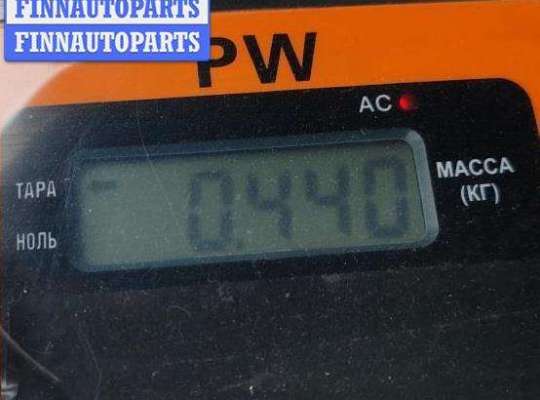 FINNAUTOPARTS
FINNAUTOPARTS
PW
AC
ТАРА
НОЛЬ
0.440
МАССА
(КГ)